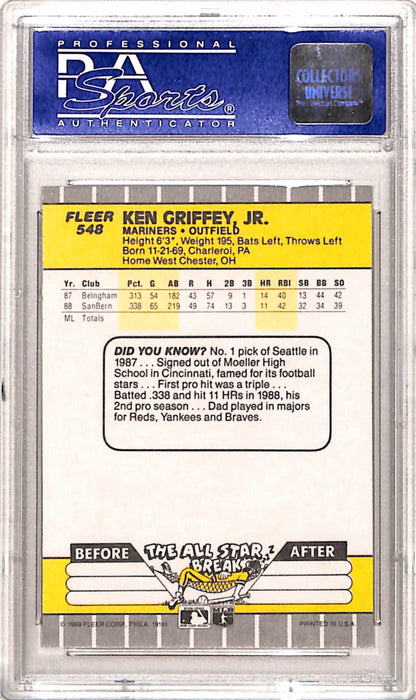 PROFESSIONAL
PSA
Sports®
AUTHENTICATOR
COLLECTORS
UNIVERSE
The Collectors Company™
FLEER KEN GRIFFEY, JR.
548 MARINERS • OUTFIELD
Height 6'3", Weight 195, Bats Left, Throws Left
Born 11-21-69, Charleroi, PA
Home West Chester, OH
Yr. Club Pct. G AB R H 2B 3B HR RBI SB BB SO
87 Belngham .313 54 182 43 57 9 1 14 40 13 44 42
88 SanBern. .338 65 219 49 74 13 3 11 42 32 34 39
ML Totals
DID YOU KNOW? No. 1 pick of Seattle in
1987 . . . Signed out of Moeller High
School in Cincinnati, famed for its football
stars . . . First pro hit was a triple . . .
Batted .338 and hit 11 HRs in 1988, his
2nd pro season . . . Dad played in majors
for Reds, Yankees and Braves.
BEFORE THE ALL STAR BREAK AFTER
© 1989 FLEER CORP., PHILA. 19141 PRINTED IN U.S.A.